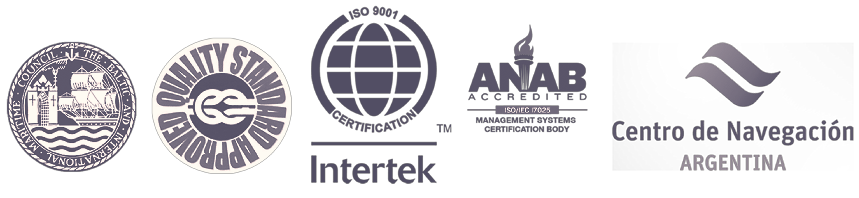 THE BALTIC AND INTERNATIONAL MARITIME COUNCIL
QUALITY STANDARD APPROVED
ISO 9001
CERTIFICATION
TM
Intertek
ANAB
ACCREDITED
ISO/IEC 17025
MANAGEMENT SYSTEMS
CERTIFICATION BODY
Centro de Navegación
ARGENTINA